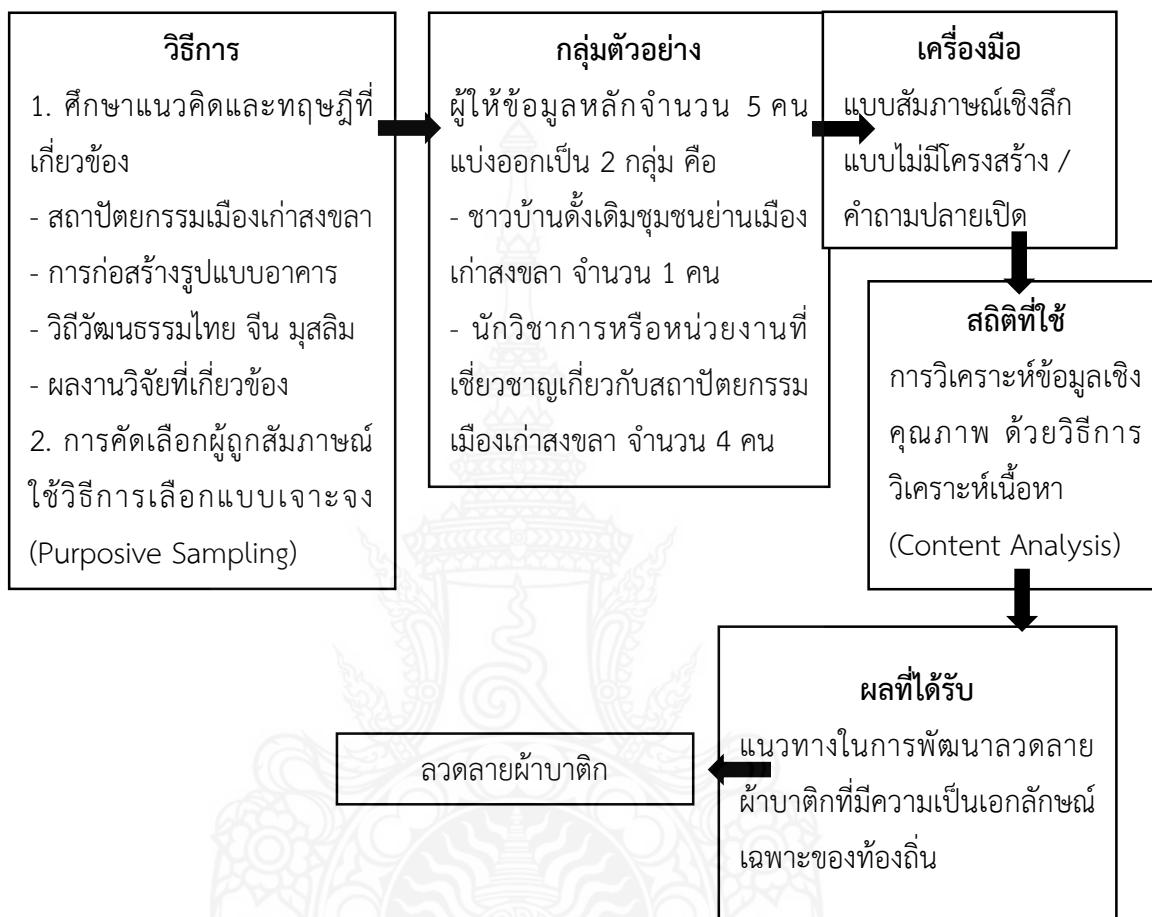 วิธีการ
1. ศึกษาแนวคิดและทฤษฎีที่
เกี่ยวข้อง
- สถาปัตยกรรมเมืองเก่าสงขลา
- การก่อสร้างรูปแบบอาคาร
- วิถีวัฒนธรรมไทย จีน มุสลิม
- ผลงานวิจัยที่เกี่ยวข้อง
2. การคัดเลือกผู้ถูกสัมภาษณ์
ใช้วิธีการเลือกแบบเจาะจง
(Purposive Sampling)
กลุ่มตัวอย่าง
ผู้ให้ข้อมูลหลักจำนวน 5 คน
แบ่งออกเป็น 2 กลุ่ม คือ
- ชาวบ้านดั้งเดิมชุมชนย่านเมือง
เก่าสงขลา จำนวน 1 คน
- นักวิชาการหรือหน่วยงานที่
เชี่ยวชาญเกี่ยวกับสถาปัตยกรรม
เมืองเก่าสงขลา จำนวน 4 คน
เครื่องมือ
แบบสัมภาษณ์เชิงลึก
แบบไม่มีโครงสร้าง /
คำถามปลายเปิด
สถิติที่ใช้
การวิเคราะห์ข้อมูลเชิง
คุณภาพ ด้วยวิธีการ
วิเคราะห์เนื้อหา
(Content Analysis)
ผลที่ได้รับ
แนวทางในการพัฒนาลวดลาย
ผ้าบาติกที่มีความเป็นเอกลักษณ์
เฉพาะของท้องถิ่น
ลวดลายผ้าบาติก